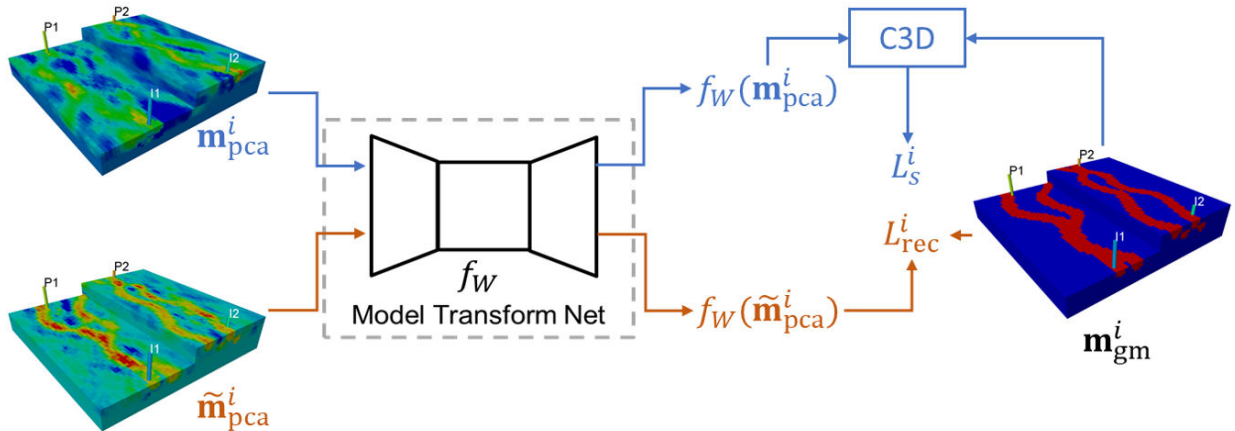 P1
P2
I2
I1
m^i_pca
P1
P2
I2
I1
m̃^i_pca
f_W
Model Transform Net
f_W(m^i_pca)
C3D
L^i_s
f_W(m̃^i_pca)
L^i_rec
P1
P2
I2
I1
m^i_gm